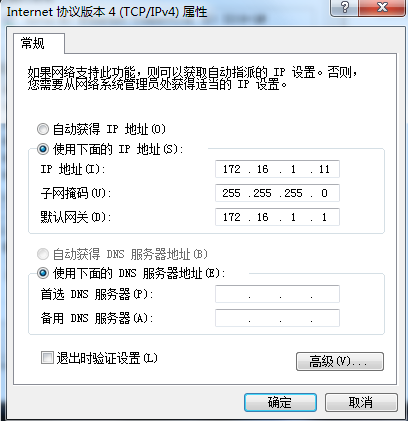 Internet 协议版本 4 (TCP/IPv4) 属性
常规
如果网络支持此功能，则可以获取自动指派的 IP 设置。否则，
您需要从网络系统管理员处获得适当的 IP 设置。
自动获得 IP 地址(O)
使用下面的 IP 地址(S):
IP 地址(I): 172 . 16 . 1 . 11
子网掩码(U): 255 .255 .255 . 0
默认网关(D): 172 . 16 . 1 . 1
自动获得 DNS 服务器地址(B)
使用下面的 DNS 服务器地址(E):
首选 DNS 服务器(P): . . .
备用 DNS 服务器(A): . . .
退出时验证设置(L)
高级(V)...
确定 取消